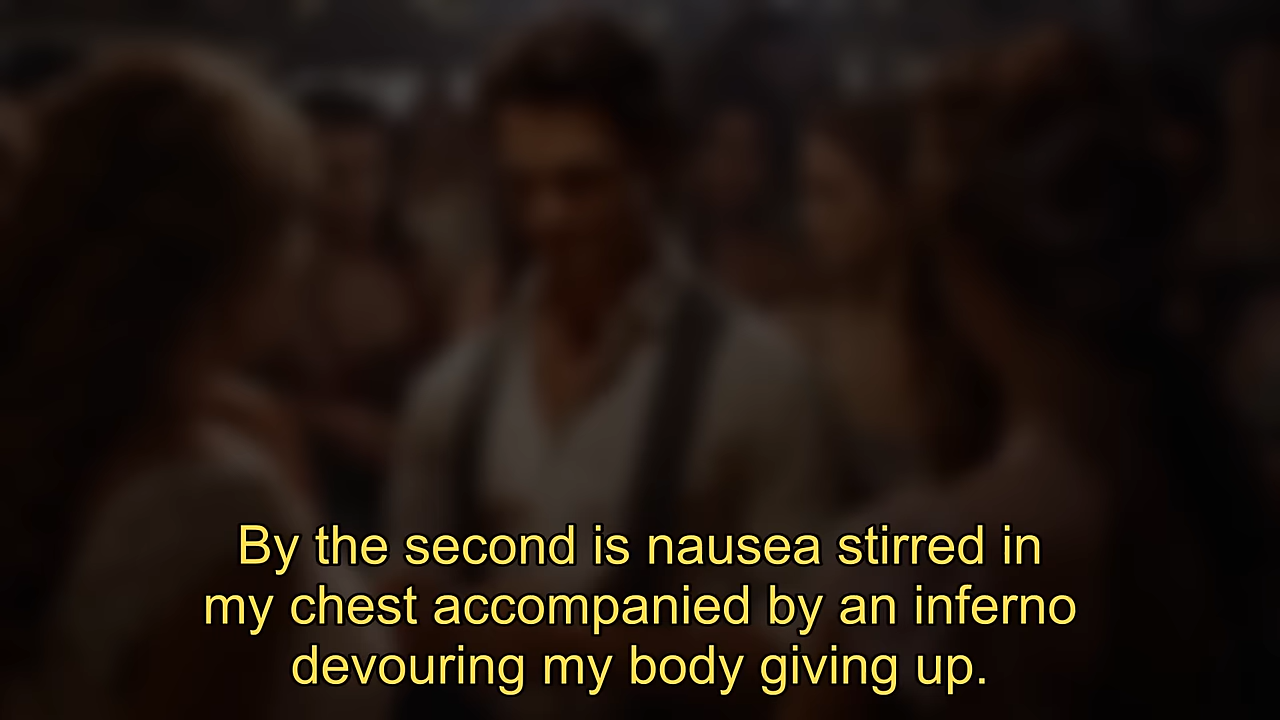 By the second is nausea stirred in
my chest accompanied by an inferno
devouring my body giving up.